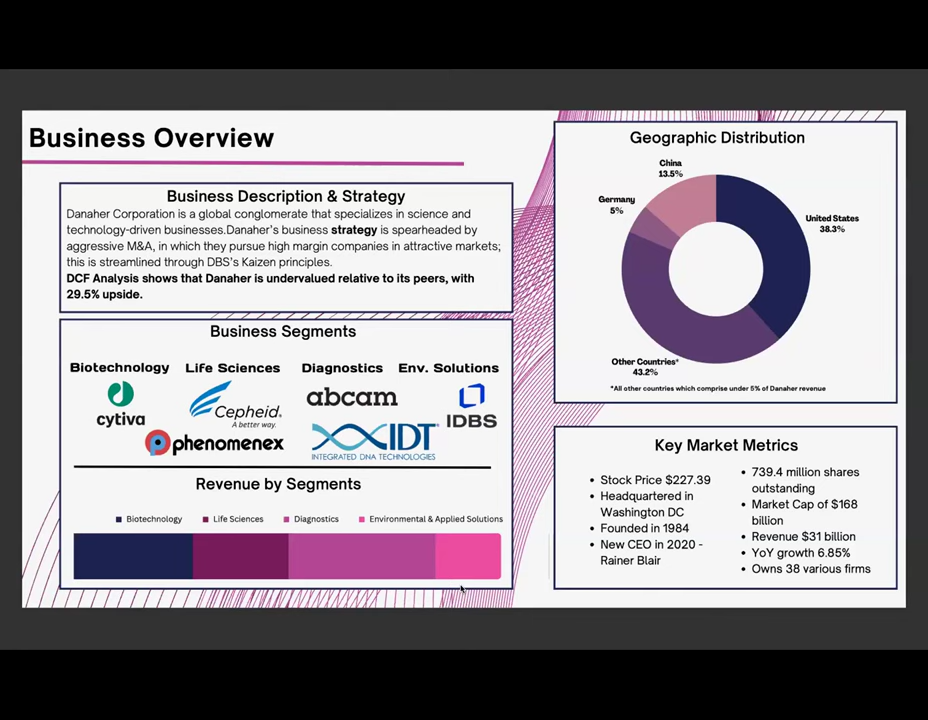 Business Overview
Business Description & Strategy
Danaher Corporation is a global conglomerate that specializes in science and
technology-driven businesses.Danaher's business strategy is spearheaded by
aggressive M&A, in which they pursue high margin companies in attractive markets;
this is streamlined through DBS's Kaizen principles.
DCF Analysis shows that Danaher is undervalued relative to its peers, with
29.5% upside.
Business Segments
Biotechnology Life Sciences Diagnostics Env. Solutions
cytiva
Cepheid®
A better way.
abcam
IDBS
phenomenex
IDT®
INTEGRATED DNA TECHNOLOGIES
Revenue by Segments
Biotechnology Life Sciences Diagnostics Environmental & Applied Solutions
Geographic Distribution
China
13.5%
Germany
5%
United States
38.3%
Other Countries*
43.2%
*All other countries which comprise under 5% of Danaher revenue
Key Market Metrics
• Stock Price $227.39
• Headquartered in
Washington DC
• Founded in 1984
• New CEO in 2020 -
Rainer Blair
• 739.4 million shares
outstanding
• Market Cap of $168
billion
• Revenue $31 billion
• YoY growth 6.85%
• Owns 38 various firms